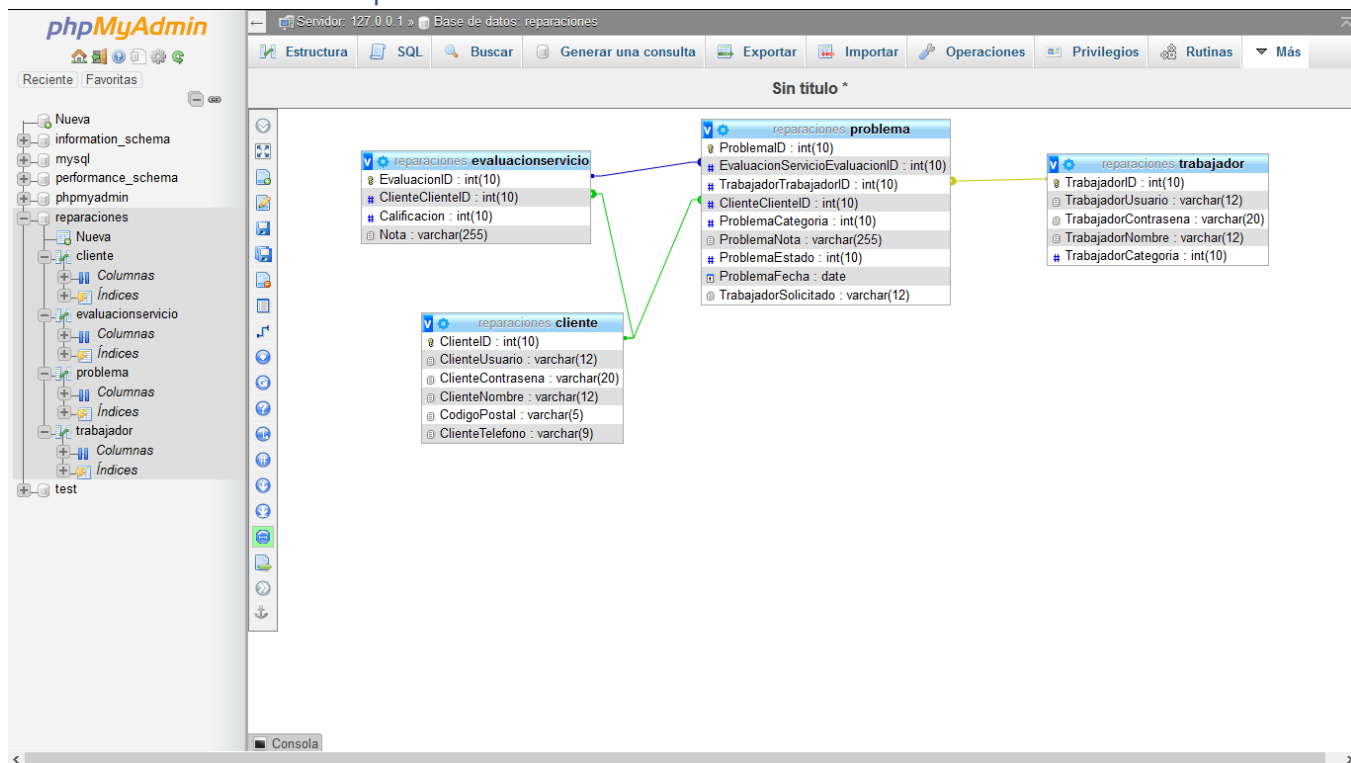 phpMyAdmin
Reciente Favoritas
Nueva
information_schema
mysql
performance_schema
phpmyadmin
reparaciones
Nueva
cliente
Columnas
Índices
evaluacionservicio
Columnas
Índices
problema
Columnas
Índices
trabajador
Columnas
Índices
test
Servidor: 127.0.0.1 » Base de datos: reparaciones
Estructura SQL Buscar Generar una consulta Exportar Importar Operaciones Privilegios Rutinas Más
Sin título *
reparaciones evaluacionservicio
EvaluacionID : int(10)
ClienteClienteID : int(10)
Calificacion : int(10)
Nota : varchar(255)
reparaciones problema
ProblemaID : int(10)
EvaluacionServicioEvaluacionID : int(10)
TrabajadorTrabajadorID : int(10)
ClienteClienteID : int(10)
ProblemaCategoria : int(10)
ProblemaNota : varchar(255)
ProblemaEstado : int(10)
ProblemaFecha : date
TrabajadorSolicitado : varchar(12)
reparaciones trabajador
TrabajadorID : int(10)
TrabajadorUsuario : varchar(12)
TrabajadorContrasena : varchar(20)
TrabajadorNombre : varchar(12)
TrabajadorCategoria : int(10)
reparaciones cliente
ClienteID : int(10)
ClienteUsuario : varchar(12)
ClienteContrasena : varchar(20)
ClienteNombre : varchar(12)
CodigoPostal : varchar(5)
ClienteTelefono : varchar(9)
Consola